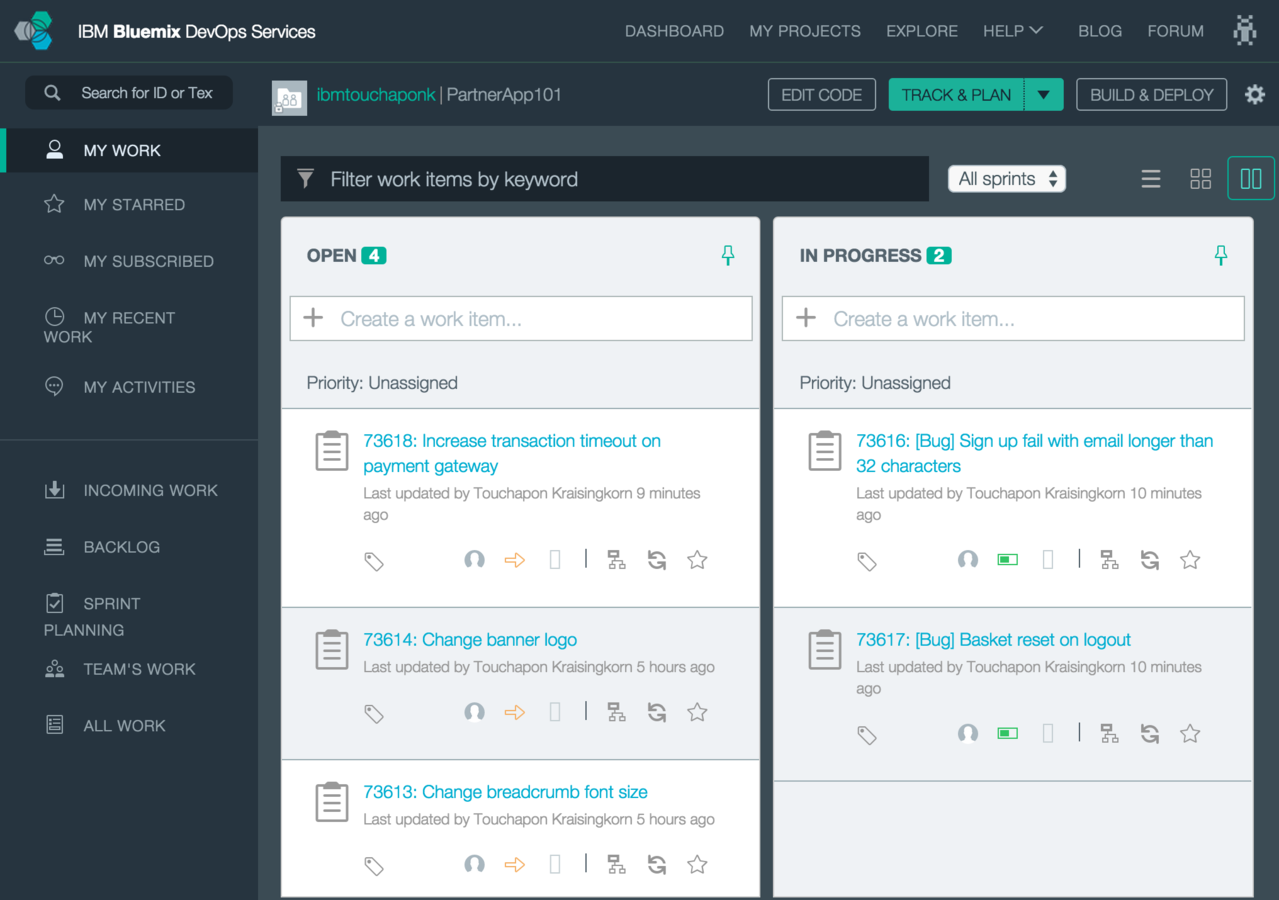 IBM Bluemix DevOps Services
DASHBOARD MY PROJECTS EXPLORE HELP BLOG FORUM
Search for ID or Tex
ibmtouchaponk | PartnerApp101
EDIT CODE TRACK & PLAN BUILD & DEPLOY
MY WORK
MY STARRED
MY SUBSCRIBED
MY RECENT
WORK
MY ACTIVITIES
INCOMING WORK
BACKLOG
SPRINT
PLANNING
TEAM'S WORK
ALL WORK
Filter work items by keyword
All sprints
OPEN 4
Create a work item...
Priority: Unassigned
73618: Increase transaction timeout on
payment gateway
Last updated by Touchapon Kraisingkorn 9 minutes
ago
73614: Change banner logo
Last updated by Touchapon Kraisingkorn 5 hours ago
73613: Change breadcrumb font size
Last updated by Touchapon Kraisingkorn 5 hours ago
IN PROGRESS 2
Create a work item...
Priority: Unassigned
73616: [Bug] Sign up fail with email longer than
32 characters
Last updated by Touchapon Kraisingkorn 10 minutes
ago
73617: [Bug] Basket reset on logout
Last updated by Touchapon Kraisingkorn 10 minutes
ago